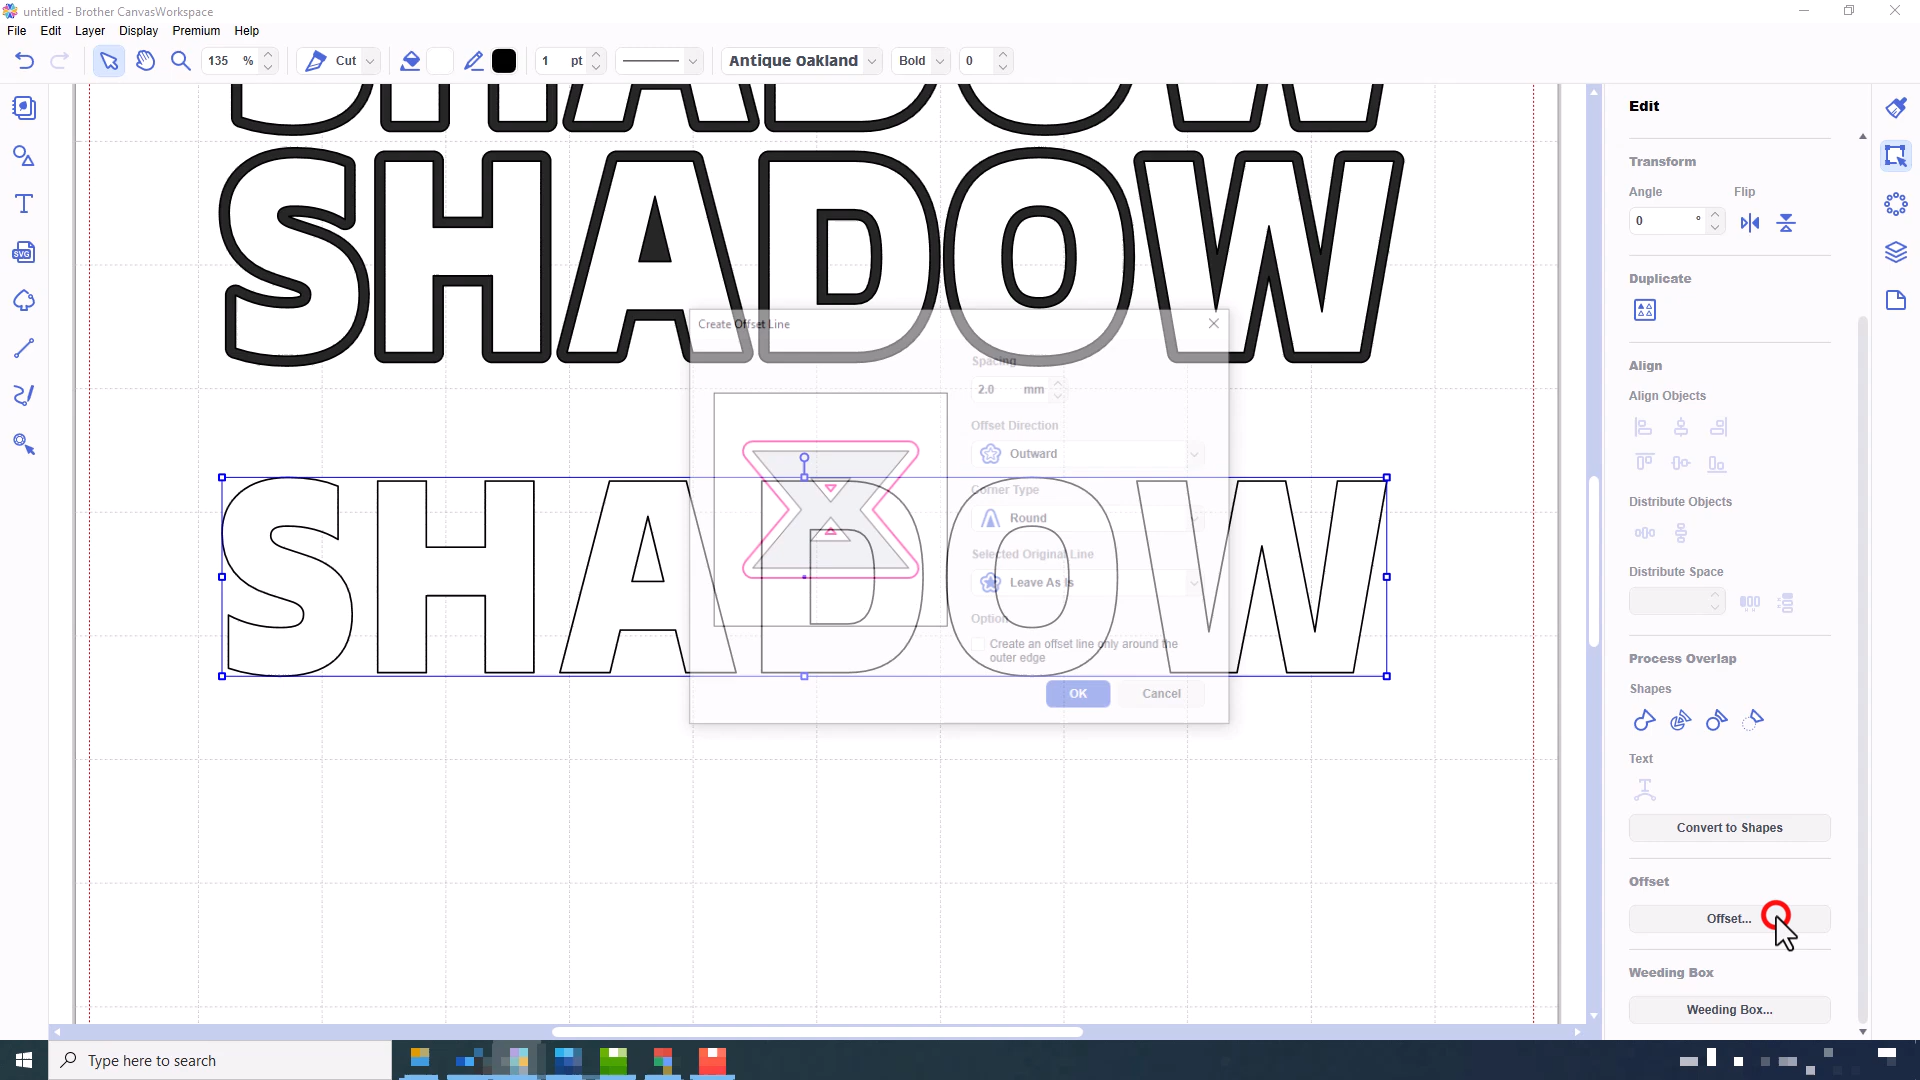 untitled - Brother CanvasWorkspace
File Edit Layer Display Premium Help
135 % Cut 1 pt Antique Oakland Bold 0
SHADOW
SHADOW
SHADOW
Create Offset Line
Spacing
2.0 mm
Offset Direction
Outward
Corner Type
Round
Selected Original Line
Leave As Is
Option
Create an offset line only around the
outer edge
OK Cancel
Edit
Transform
Angle Flip
0 °
Duplicate
Align
Align Objects
Distribute Objects
Distribute Space
Process Overlap
Shapes
Text
Convert to Shapes
Offset
Offset...
Weeding Box
Weeding Box...
SVG
Type here to search